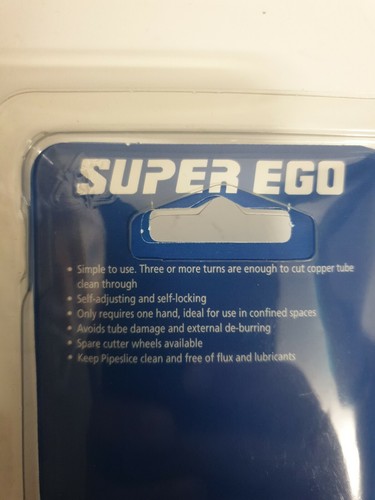 SUPER EGO
• Simple to use. Three or more turns are enough to cut copper tube
clean through
• Self-adjusting and self-locking
• Only requires one hand, ideal for use in confined spaces
• Avoids tube damage and external de-burring
• Spare cutter wheels available
• Keep Pipeslice clean and free of flux and lubricants